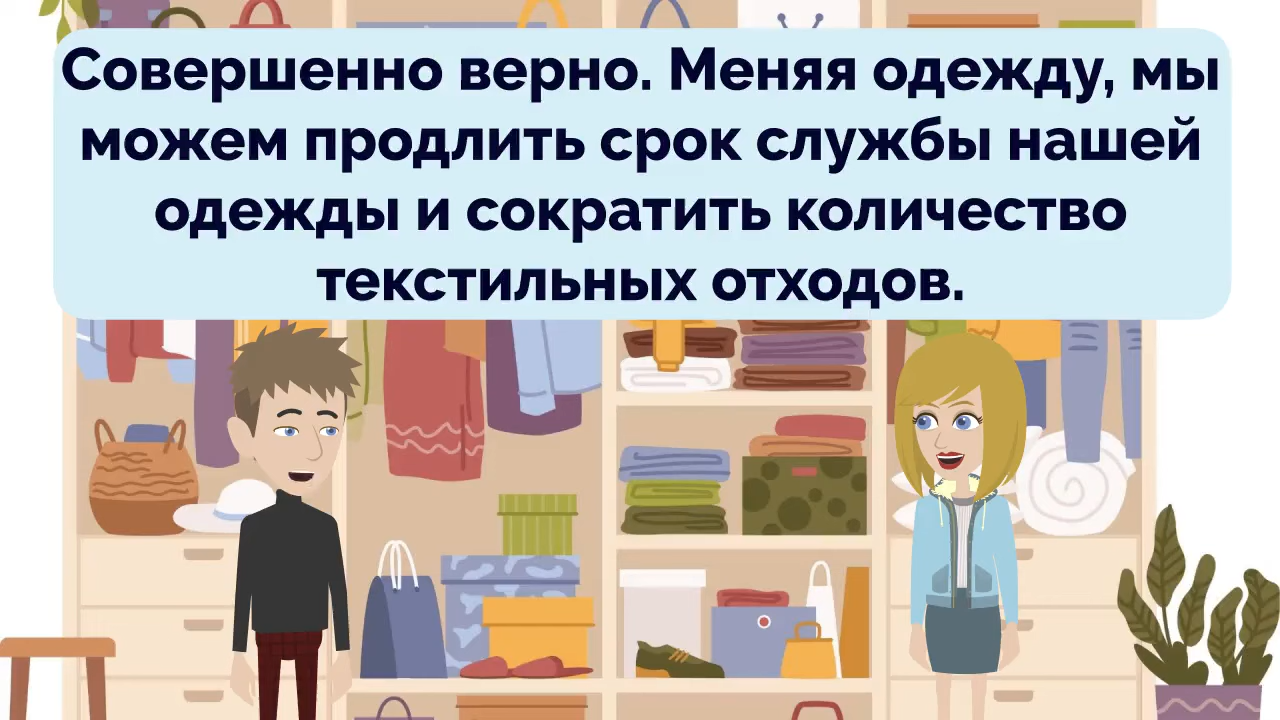 Совершенно верно. Меняя одежду, мы
можем продлить срок службы нашей
одежды и сократить количество
текстильных отходов.